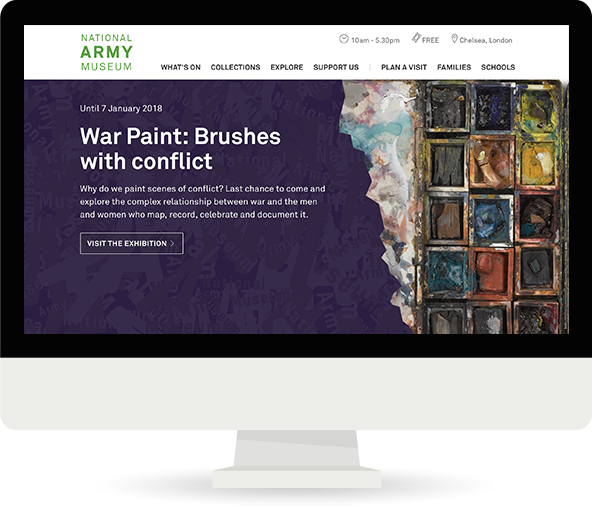 NATIONAL
ARMY
MUSEUM
10am - 5.30pm FREE Chelsea, London
WHAT'S ON COLLECTIONS EXPLORE SUPPORT US | PLAN A VISIT FAMILIES SCHOOLS
Until 7 January 2018
War Paint: Brushes
with conflict
Why do we paint scenes of conflict? Last chance to come and
explore the complex relationship between war and the men
and women who map, record, celebrate and document it.
VISIT THE EXHIBITION >